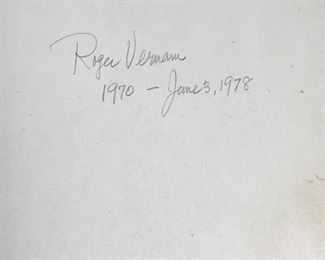 Roger Vernam
1970 – June 3, 1978